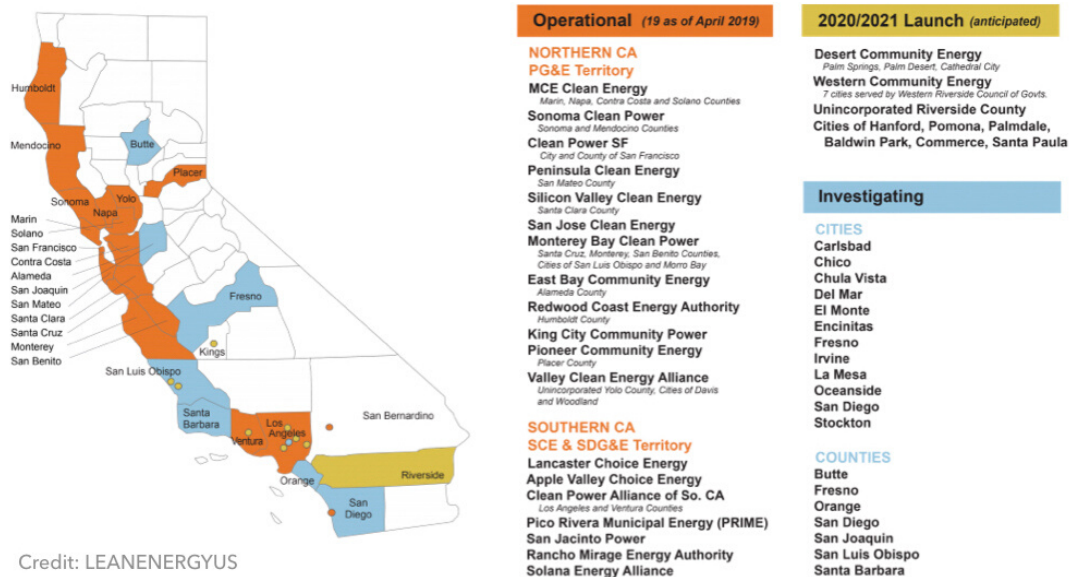 Humboldt
Mendocino
Butte
Placer
Sonoma
Yolo
Napa
Marin
Solano
San Francisco
Contra Costa
Alameda
San Joaquin
San Mateo
Santa Clara
Santa Cruz
Monterey
San Benito
Fresno
Kings
San Luis Obispo
Santa
Barbara
Ventura
Los
Angeles
San Bernardino
Orange
Riverside
San
Diego
Credit: LEANENERGYUS
Operational (19 as of April 2019)
NORTHERN CA
PG&E Territory
MCE Clean Energy
Marin, Napa, Contra Costa and Solano Counties
Sonoma Clean Power
Sonoma and Mendocino Counties
Clean Power SF
City and County of San Francisco
Peninsula Clean Energy
San Mateo County
Silicon Valley Clean Energy
Santa Clara County
San Jose Clean Energy
Monterey Bay Clean Power
Santa Cruz, Monterey, San Benito Counties,
Cities of San Luis Obispo and Morro Bay
East Bay Community Energy
Alameda County
Redwood Coast Energy Authority
Humboldt County
King City Community Power
Pioneer Community Energy
Placer County
Valley Clean Energy Alliance
Unincorporated Yolo County, Cities of Davis
and Woodland
SOUTHERN CA
SCE & SDG&E Territory
Lancaster Choice Energy
Apple Valley Choice Energy
Clean Power Alliance of So. CA
Los Angeles and Ventura Counties
Pico Rivera Municipal Energy (PRIME)
San Jacinto Power
Rancho Mirage Energy Authority
Solana Energy Alliance
2020/2021 Launch (anticipated)
Desert Community Energy
Palm Springs, Palm Desert, Cathedral City
Western Community Energy
7 cities served by Western Riverside Council of Govts.
Unincorporated Riverside County
Cities of Hanford, Pomona, Palmdale,
Baldwin Park, Commerce, Santa Paula
Investigating
CITIES
Carlsbad
Chico
Chula Vista
Del Mar
El Monte
Encinitas
Fresno
Irvine
La Mesa
Oceanside
San Diego
Stockton
COUNTIES
Butte
Fresno
Orange
San Diego
San Joaquin
San Luis Obispo
Santa Barbara